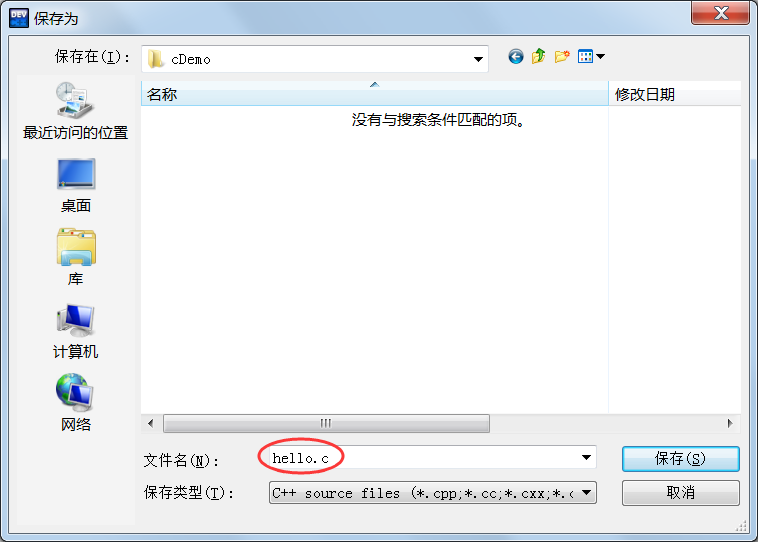 DEV
保存为
保存在(I):
cDemo
名称
修改日期
没有与搜索条件匹配的项。
最近访问的位置
桌面
库
计算机
网络
文件名(N):
hello.c
保存(S)
保存类型(T):
C++ source files (*.cpp;*.cc;*.cxx;*.c
取消